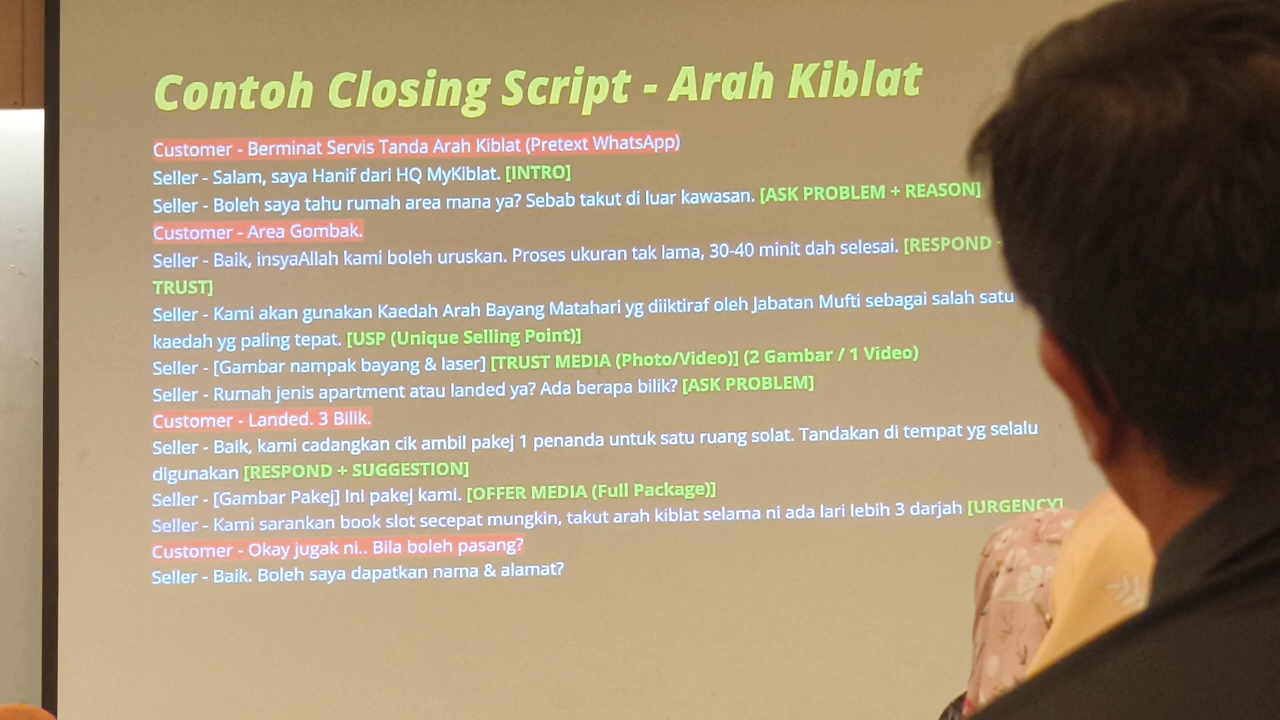 Contoh Closing Script - Arah Kiblat
Customer - Berminat Servis Tanda Arah Kiblat (Pretext WhatsApp)
Seller - Salam, saya Hanif dari HQ MyKiblat. [INTRO]
Seller - Boleh saya tahu rumah area mana ya? Sebab takut di luar kawasan. [ASK PROBLEM + REASON]
Customer - Area Gombak.
Seller - Baik, insyaAllah kami boleh uruskan. Proses ukuran tak lama, 30-40 minit dah selesai. [RESPOND
TRUST]
Seller - Kami akan gunakan Kaedah Arah Bayang Matahari yg diiktiraf oleh Jabatan Mufti sebagai salah satu
kaedah yg paling tepat. [USP (Unique Selling Point)]
Seller - [Gambar nampak bayang & laser] [TRUST MEDIA (Photo/Video)] (2 Gambar / 1 Video)
Seller - Rumah jenis apartment atau landed ya? Ada berapa bilik? [ASK PROBLEM]
Customer - Landed. 3 Bilik.
Seller - Baik, kami cadangkan cik ambil pakej 1 penanda untuk satu ruang solat. Tandakan di tempat yg selalu
digunakan [RESPOND + SUGGESTION]
Seller - [Gambar Pakej] Ini pakej kami. [OFFER MEDIA (Full Package)]
Seller - Kami sarankan book slot secepat mungkin, takut arah kiblat selama ni ada lari lebih 3 darjah [URGENCY]
Customer - Okay jugak ni.. Bila boleh pasang?
Seller - Baik. Boleh saya dapatkan nama & alamat?